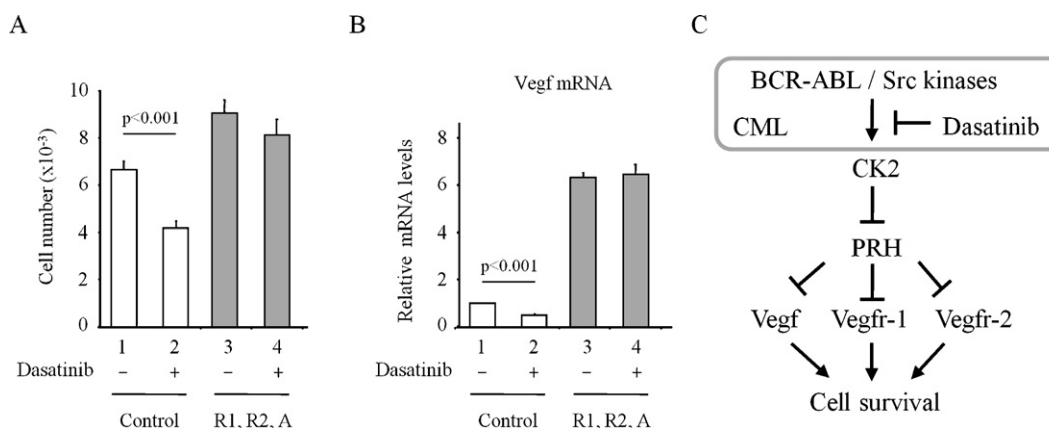 A
Cell number (x10-3)
10
8
6
4
2
0
p<0.001
1 2 3 4
Dasatinib − + − +
Control R1, R2, A
B
Vegf mRNA
Relative mRNA levels
8
6
4
2
0
p<0.001
1 2 3 4
Dasatinib − + − +
Control R1, R2, A
C
BCR-ABL / Src kinases
CML Dasatinib
CK2
PRH
Vegf Vegfr-1 Vegfr-2
Cell survival